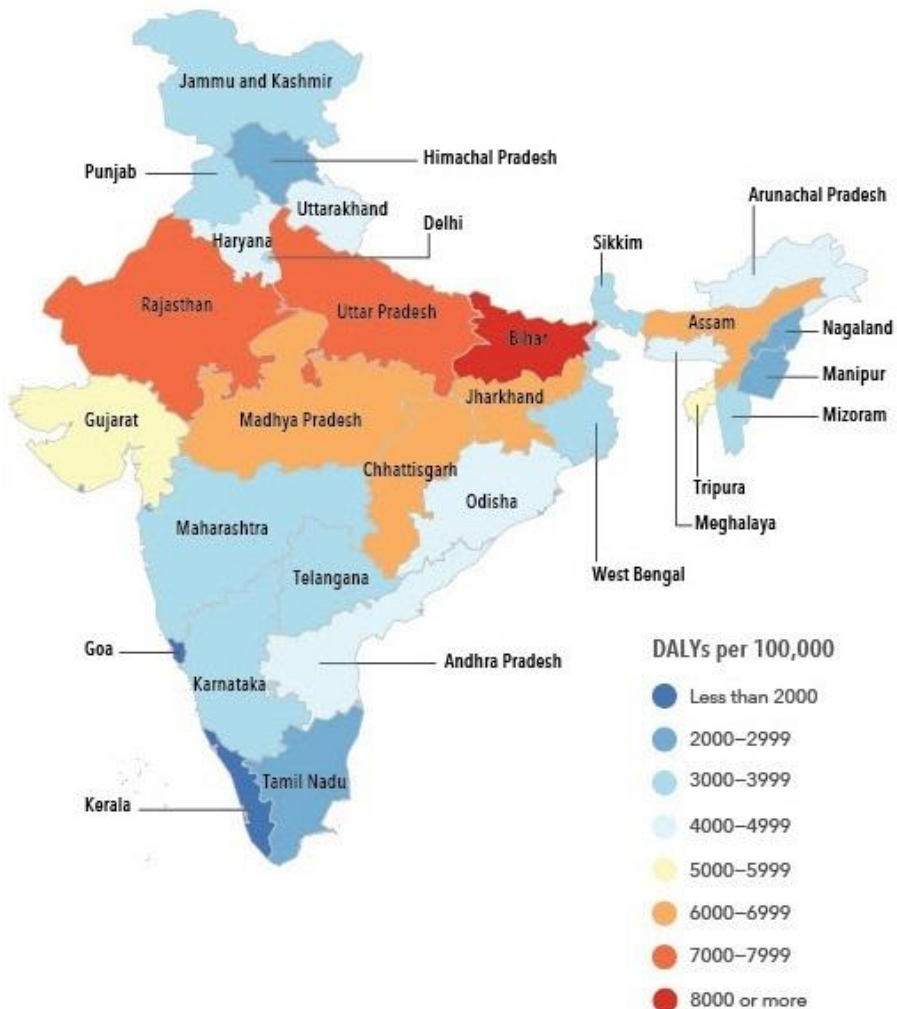 Jammu and Kashmir
Himachal Pradesh
Punjab
Arunachal Pradesh
Uttarakhand
Delhi
Haryana
Sikkim
Rajasthan
Uttar Pradesh
Bihar
Assam
Nagaland
Manipur
Jharkhand
Gujarat
Madhya Pradesh
Mizoram
Chhattisgarh
Tripura
Odisha
Meghalaya
Maharashtra
West Bengal
Telangana
Goa
Andhra Pradesh
Karnataka
Tamil Nadu
Kerala
DALYs per 100,000
Less than 2000
2000–2999
3000–3999
4000–4999
5000–5999
6000–6999
7000–7999
8000 or more